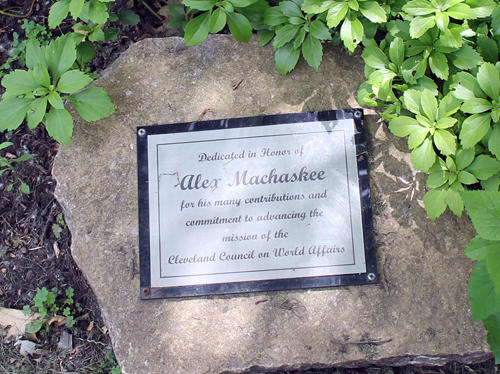 Dedicated in Honor of
Alex Machaskee
for his many contributions and
commitment to advancing the
mission of the
Cleveland Council on World Affairs